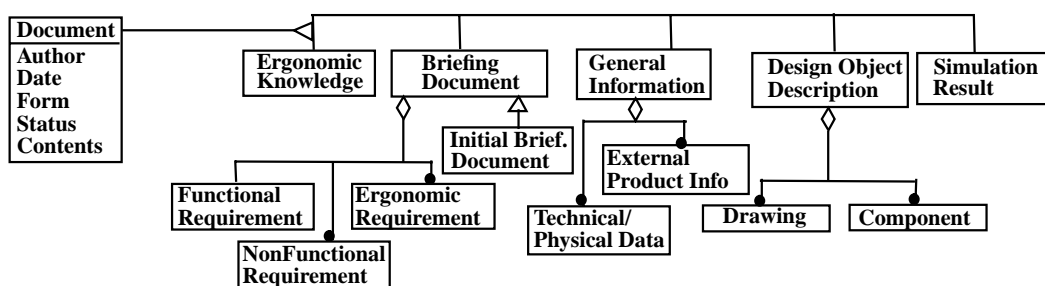 Document
Author
Date
Form
Status
Contents
Ergonomic
Knowledge
Briefing
Document
General
Information
Design Object
Description
Simulation
Result
Initial Brief.
Document
External
Product Info
Functional
Requirement
Ergonomic
Requirement
Technical/
Physical Data
Drawing
Component
NonFunctional
Requirement